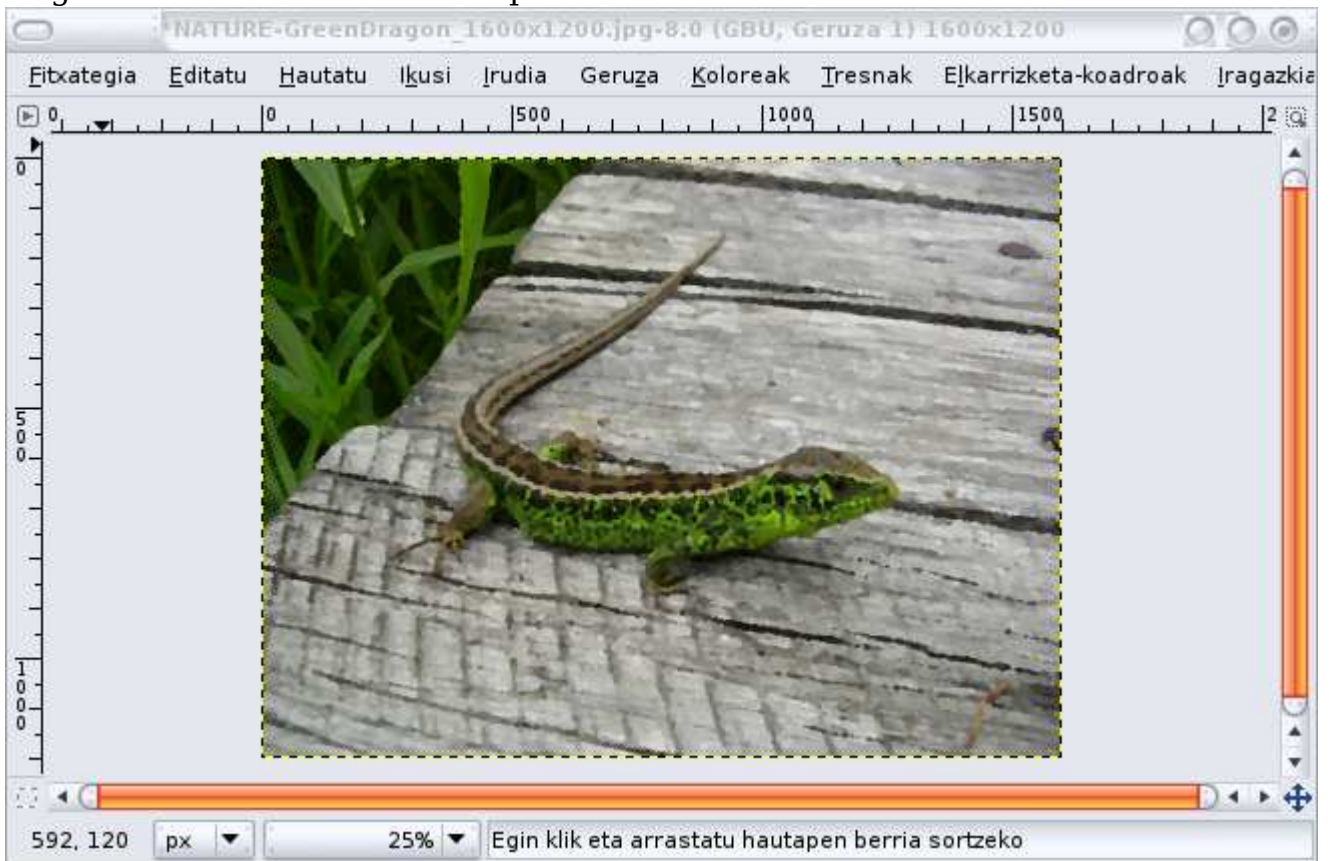 *NATURE-GreenDragon_1600x1200.jpg-8.0 (GBU, Geruza 1) 1600x1200
Fitxategia Editatu Hautatu Ikusi Irudia Geruza Koloreak Tresnak Elkarrizketa-koadroak Iragazkia
0 0 500 1000 1500 2
0
500
1000
592, 120 px 25% Egin klik eta arrastatu hautapen berria sortzeko